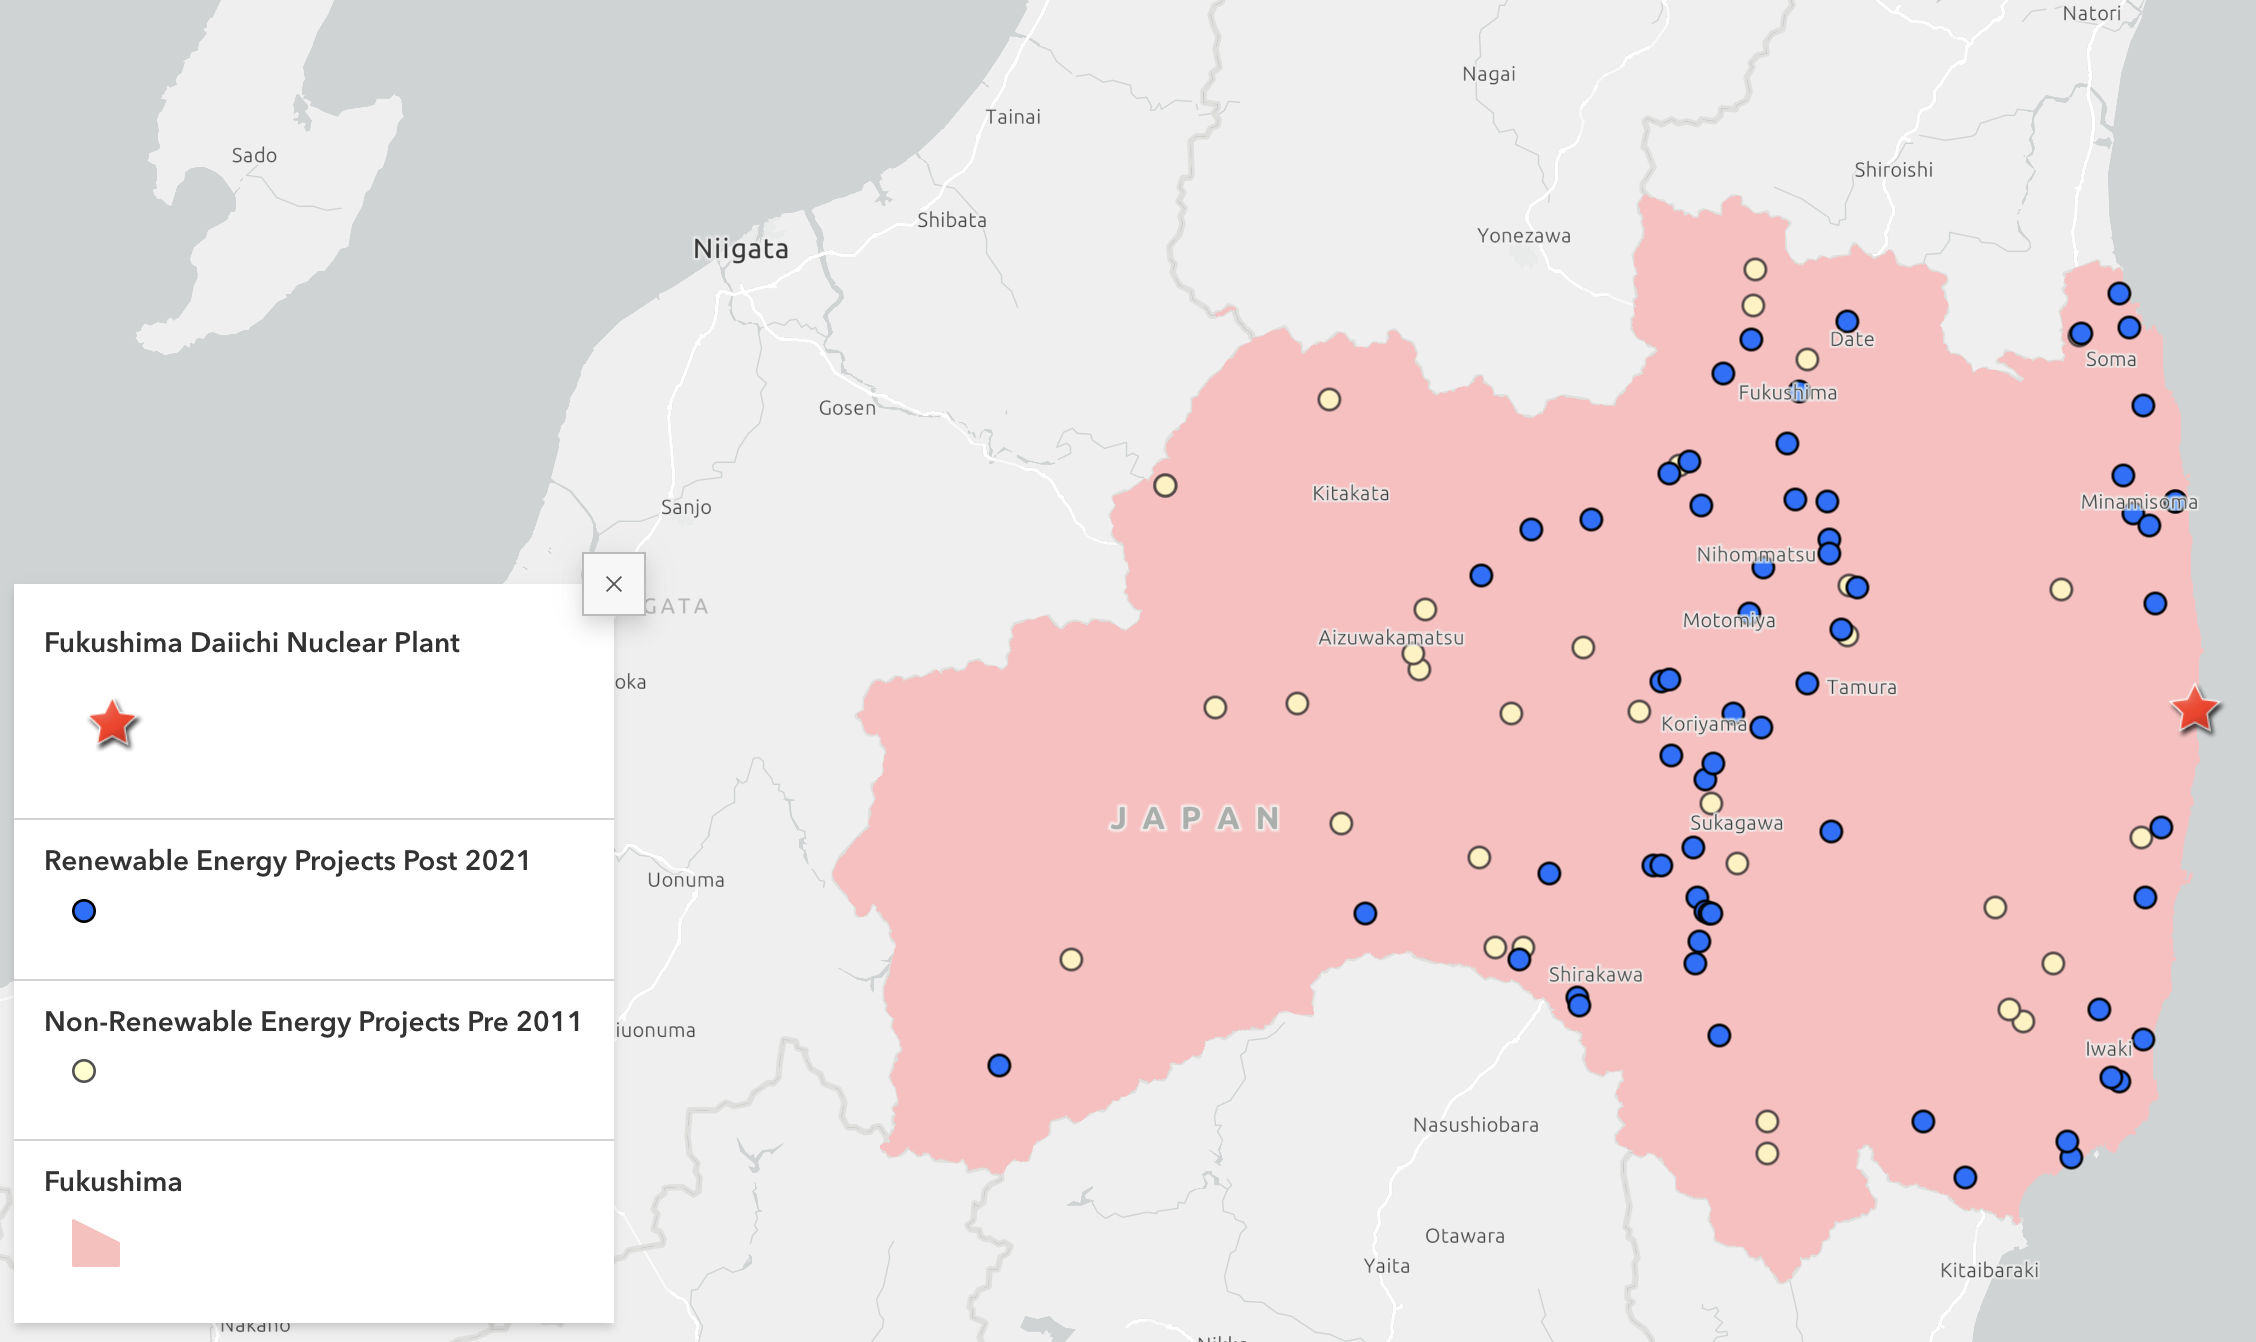 Natori
Nagai
Tainai
Sado
Shiroishi
Shibata
Yonezawa
Niigata
Date
Soma
Fukushima
Gosen
Kitakata
Minamisoma
Sanjo
Nihommatsu
GATA
Motomiya
Aizuwakamatsu
Fukushima Daiichi Nuclear Plant
oka
Tamura
Koriyama
JAPAN
Sukagawa
Renewable Energy Projects Post 2021
Uonuma
Shirakawa
Non-Renewable Energy Projects Pre 2011
iuonuma
Iwaki
Nasushiobara
Fukushima
Otawara
Yaita
Kitaibaraki
Nakano